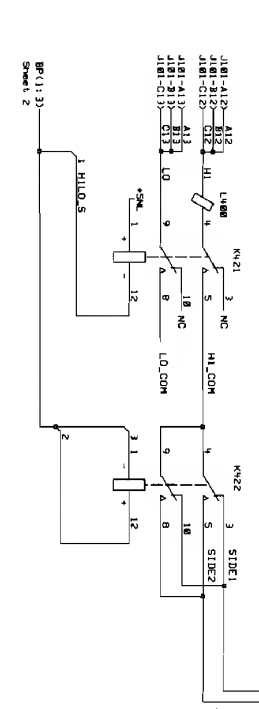 J101-A12)
J101-B12)
J101-C12)
A12
B12
C12
J101-A13)
J101-B13)
J101-C13)
A13
B13
C13
HI
L400
4
K421
3
NC
5
HI_COM
LO
9
10
NC
8
LO_COM
+5NL
1
+
-
12
BP(1:3)
Sheet 2
1
HILO_S
K422
4
3
SIDE1
5
SIDE2
9
10
8
3
1
-
+
12
2